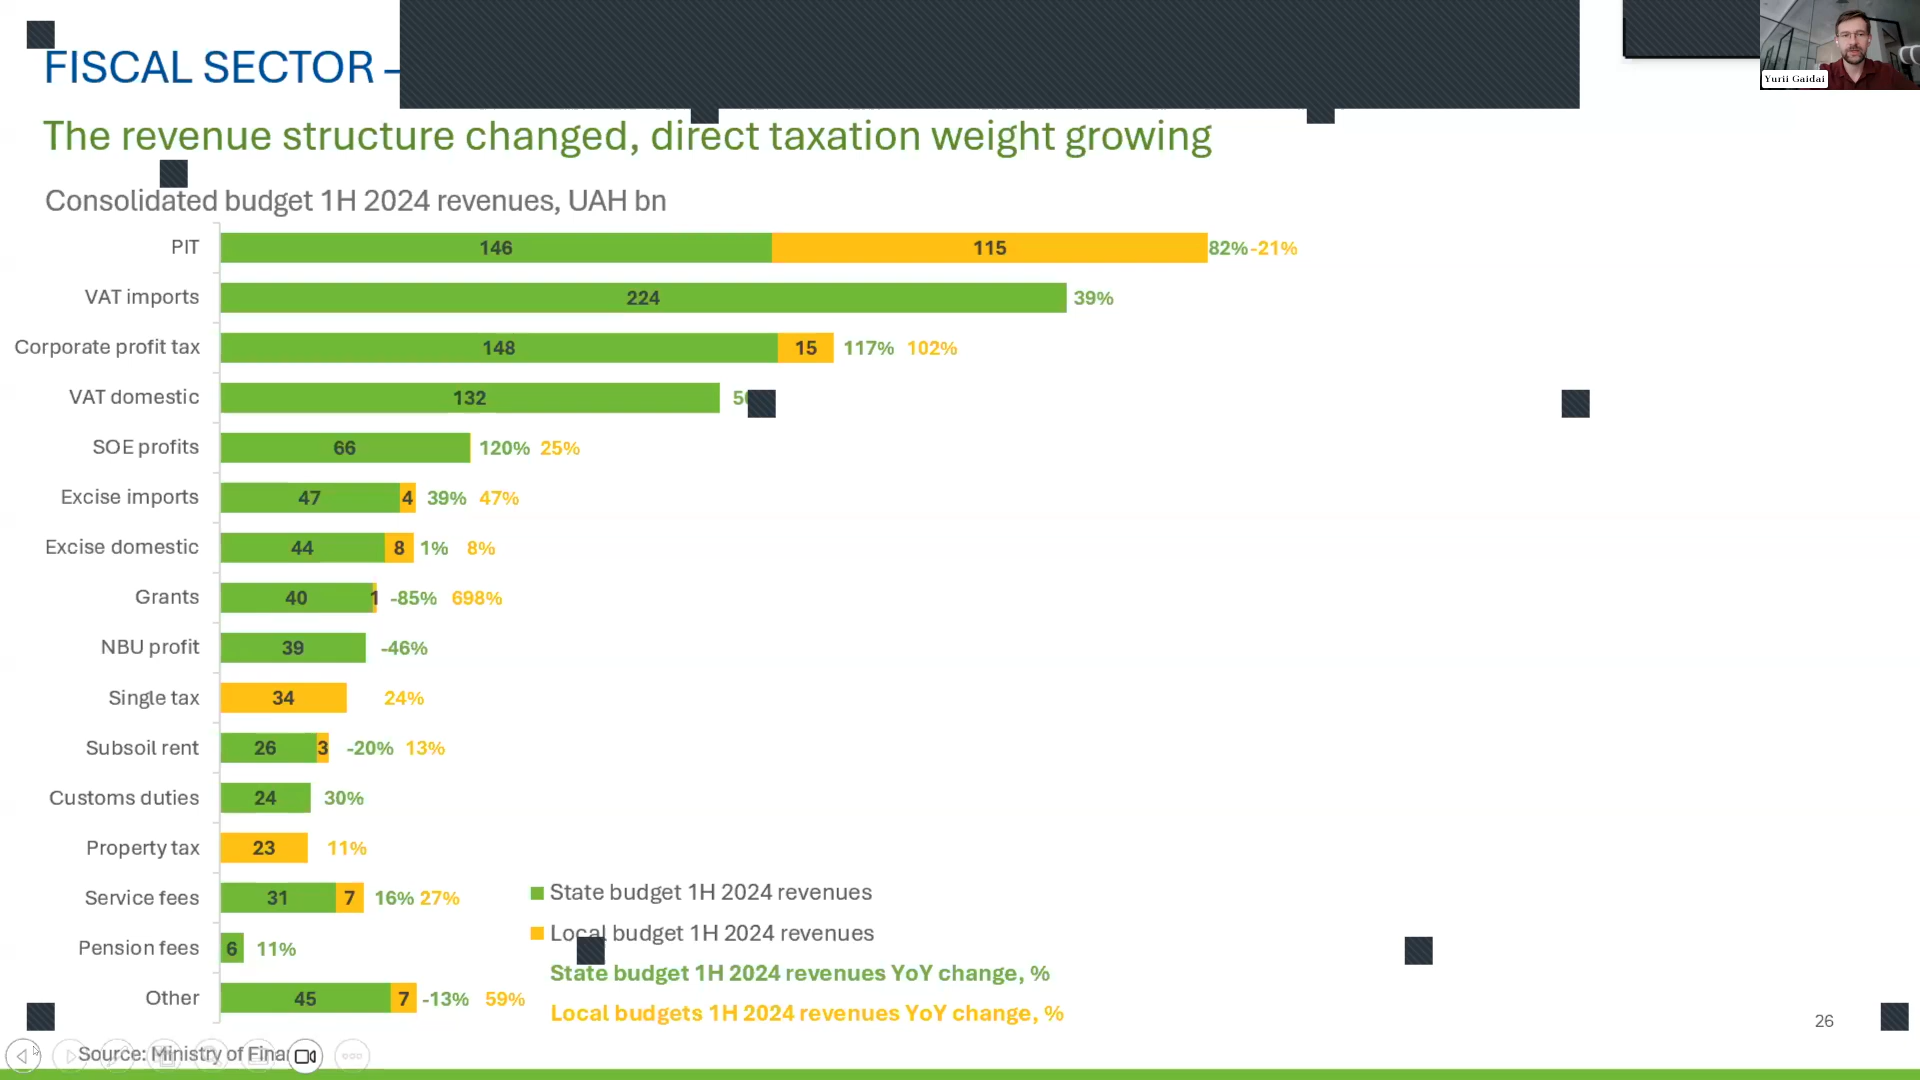 FISCAL SECTOR –
Yurii Gaidai
The revenue structure changed, direct taxation weight growing
Consolidated budget 1H 2024 revenues, UAH bn
PIT 146 115 82% -21%
VAT imports 224 39%
Corporate profit tax 148 15 117% 102%
VAT domestic 132
SOE profits 66 120% 25%
Excise imports 47 4 39% 47%
Excise domestic 44 8 1% 8%
Grants 40 1 -85% 698%
NBU profit 39 -46%
Single tax 34 24%
Subsoil rent 26 3 -20% 13%
Customs duties 24 30%
Property tax 23 11%
Service fees 31 7 16% 27%
Pension fees 6 11%
Other 45 7 -13% 59%
State budget 1H 2024 revenues
Local budget 1H 2024 revenues
State budget 1H 2024 revenues YoY change, %
Local budgets 1H 2024 revenues YoY change, %
26
Source: Ministry of